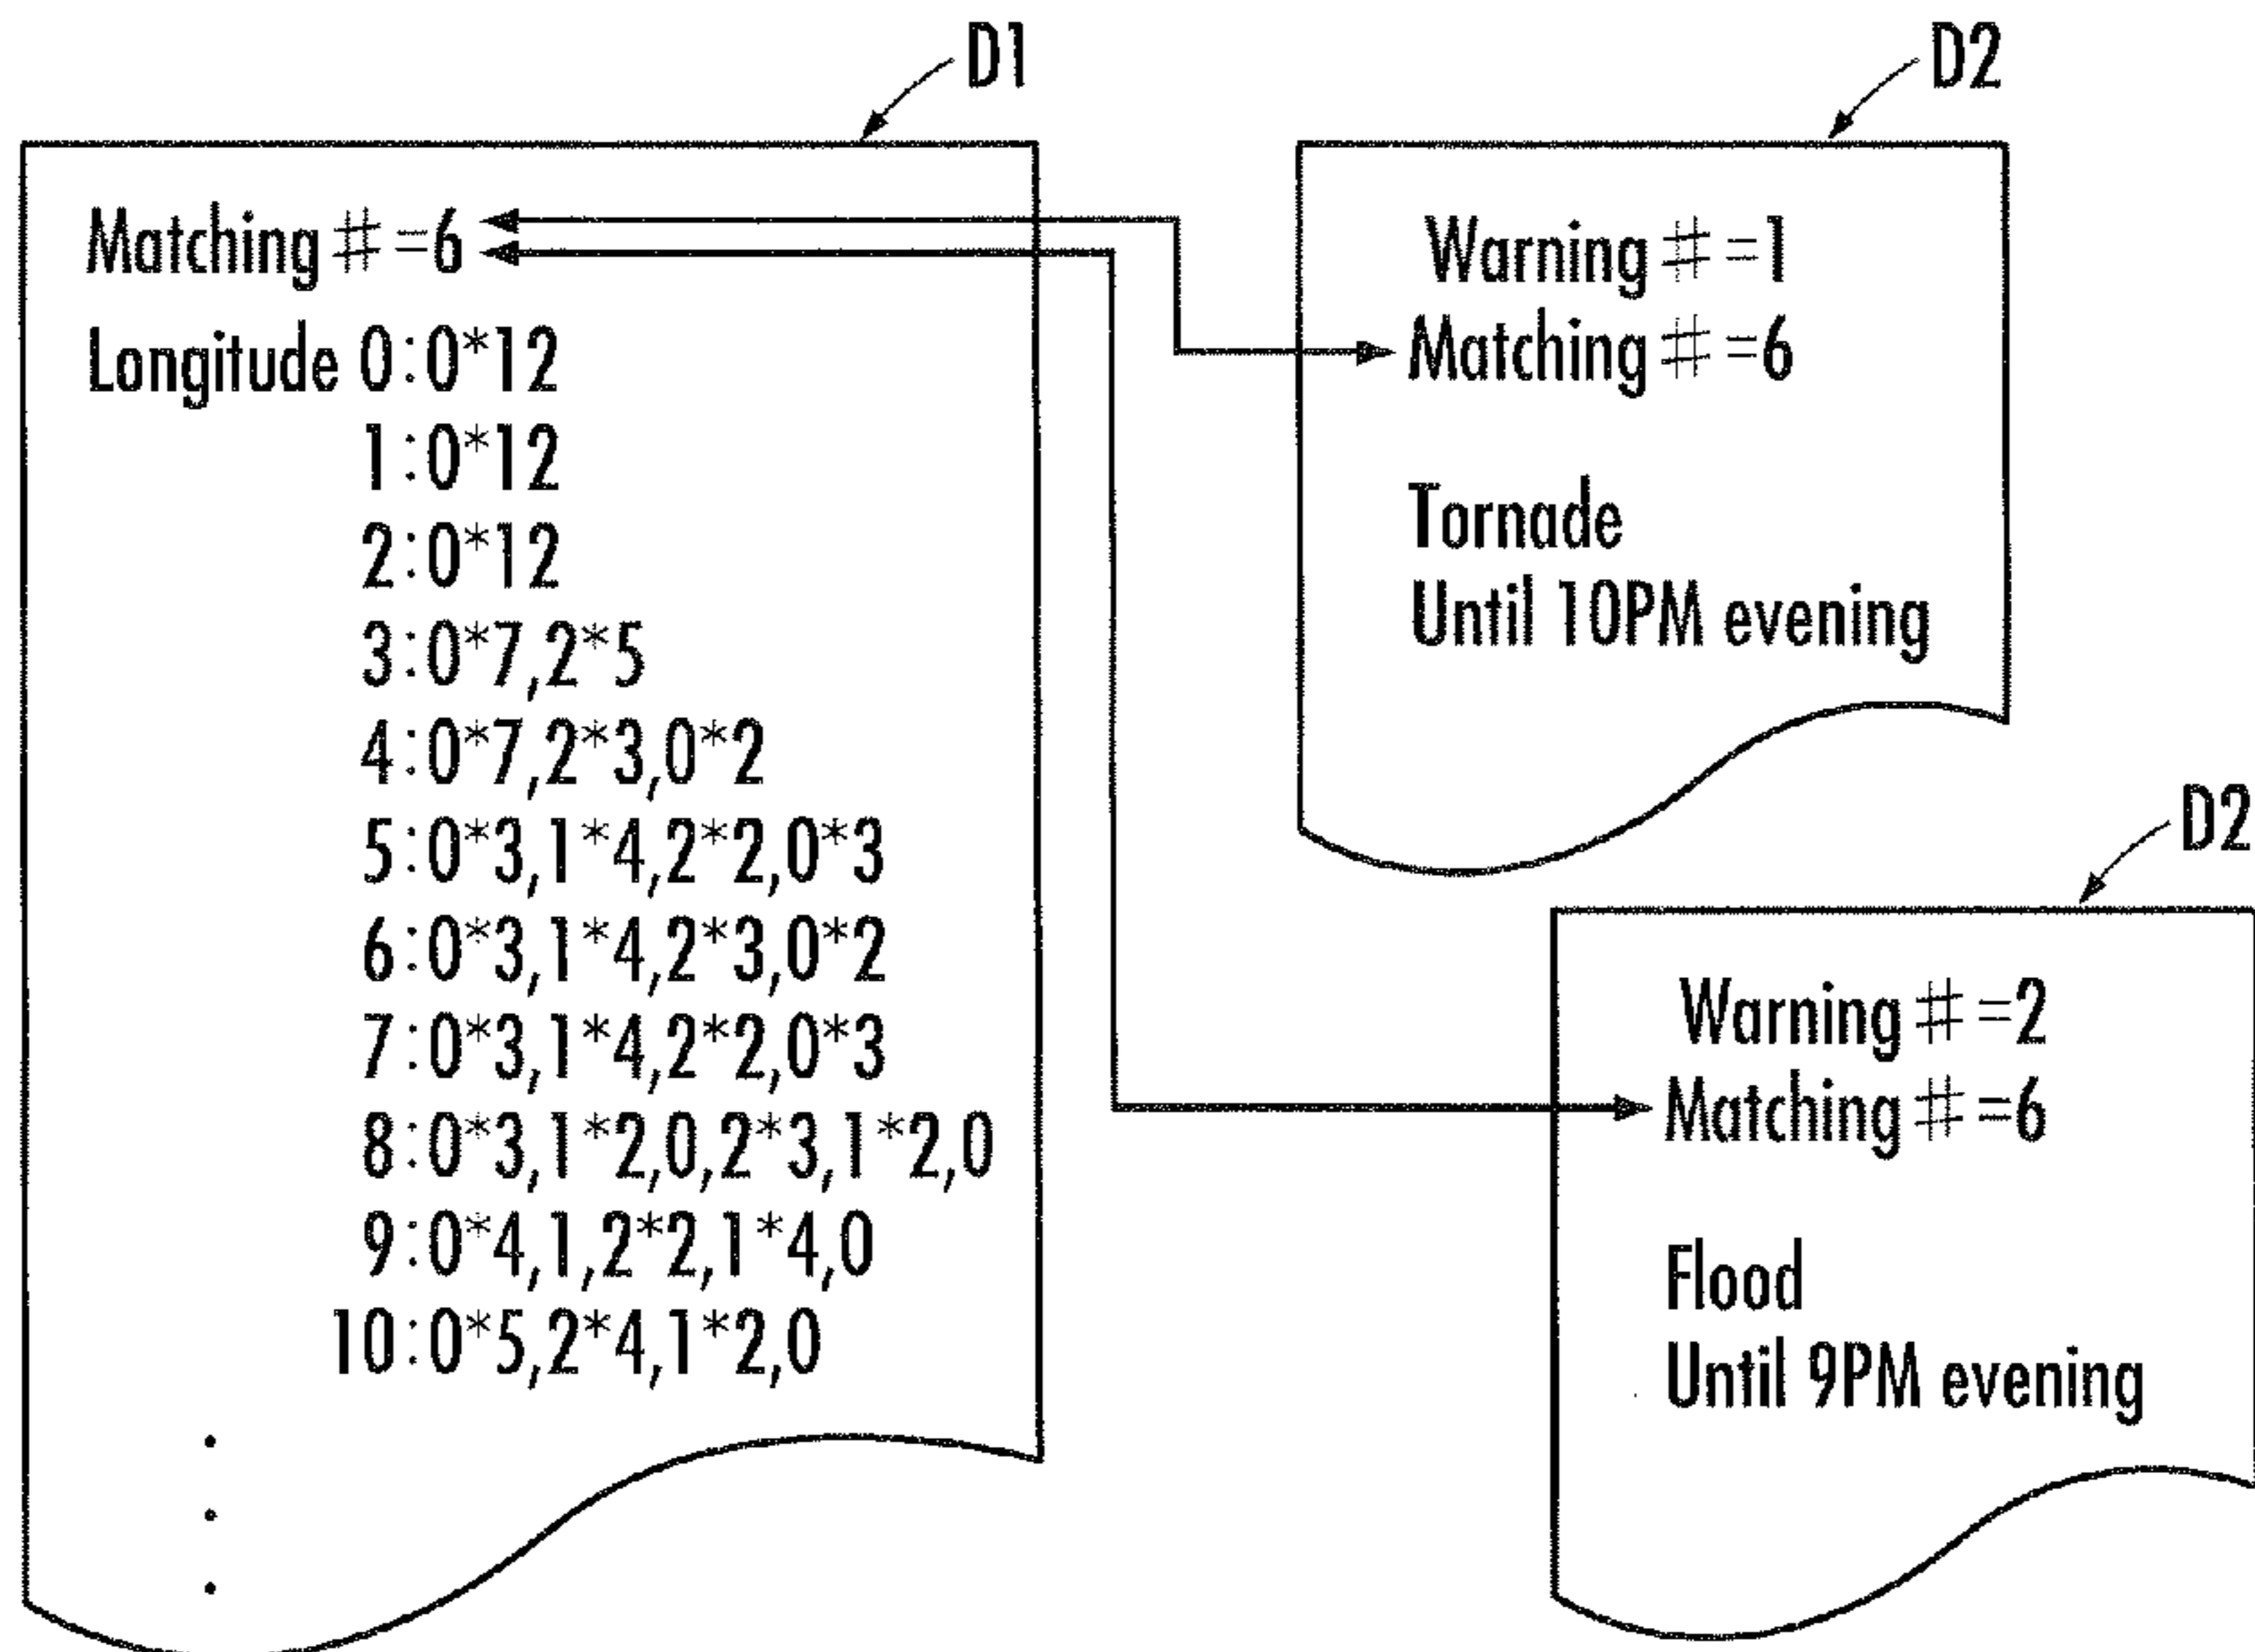 D1
Matching #=6
Longitude 0:0*12
1:0*12
2:0*12
3:0*7,2*5
4:0*7,2*3,0*2
5:0*3,1*4,2*2,0*3
6:0*3,1*4,2*3,0*2
7:0*3,1*4,2*2,0*3
8:0*3,1*2,0,2*3,1*2,0
9:0*4,1,2*2,1*4,0
10:0*5,2*4,1*2,0
D2
Warning #=1
Matching #=6
Tornade
Until 10PM evening
D2
Warning #=2
Matching #=6
Flood
Until 9PM evening